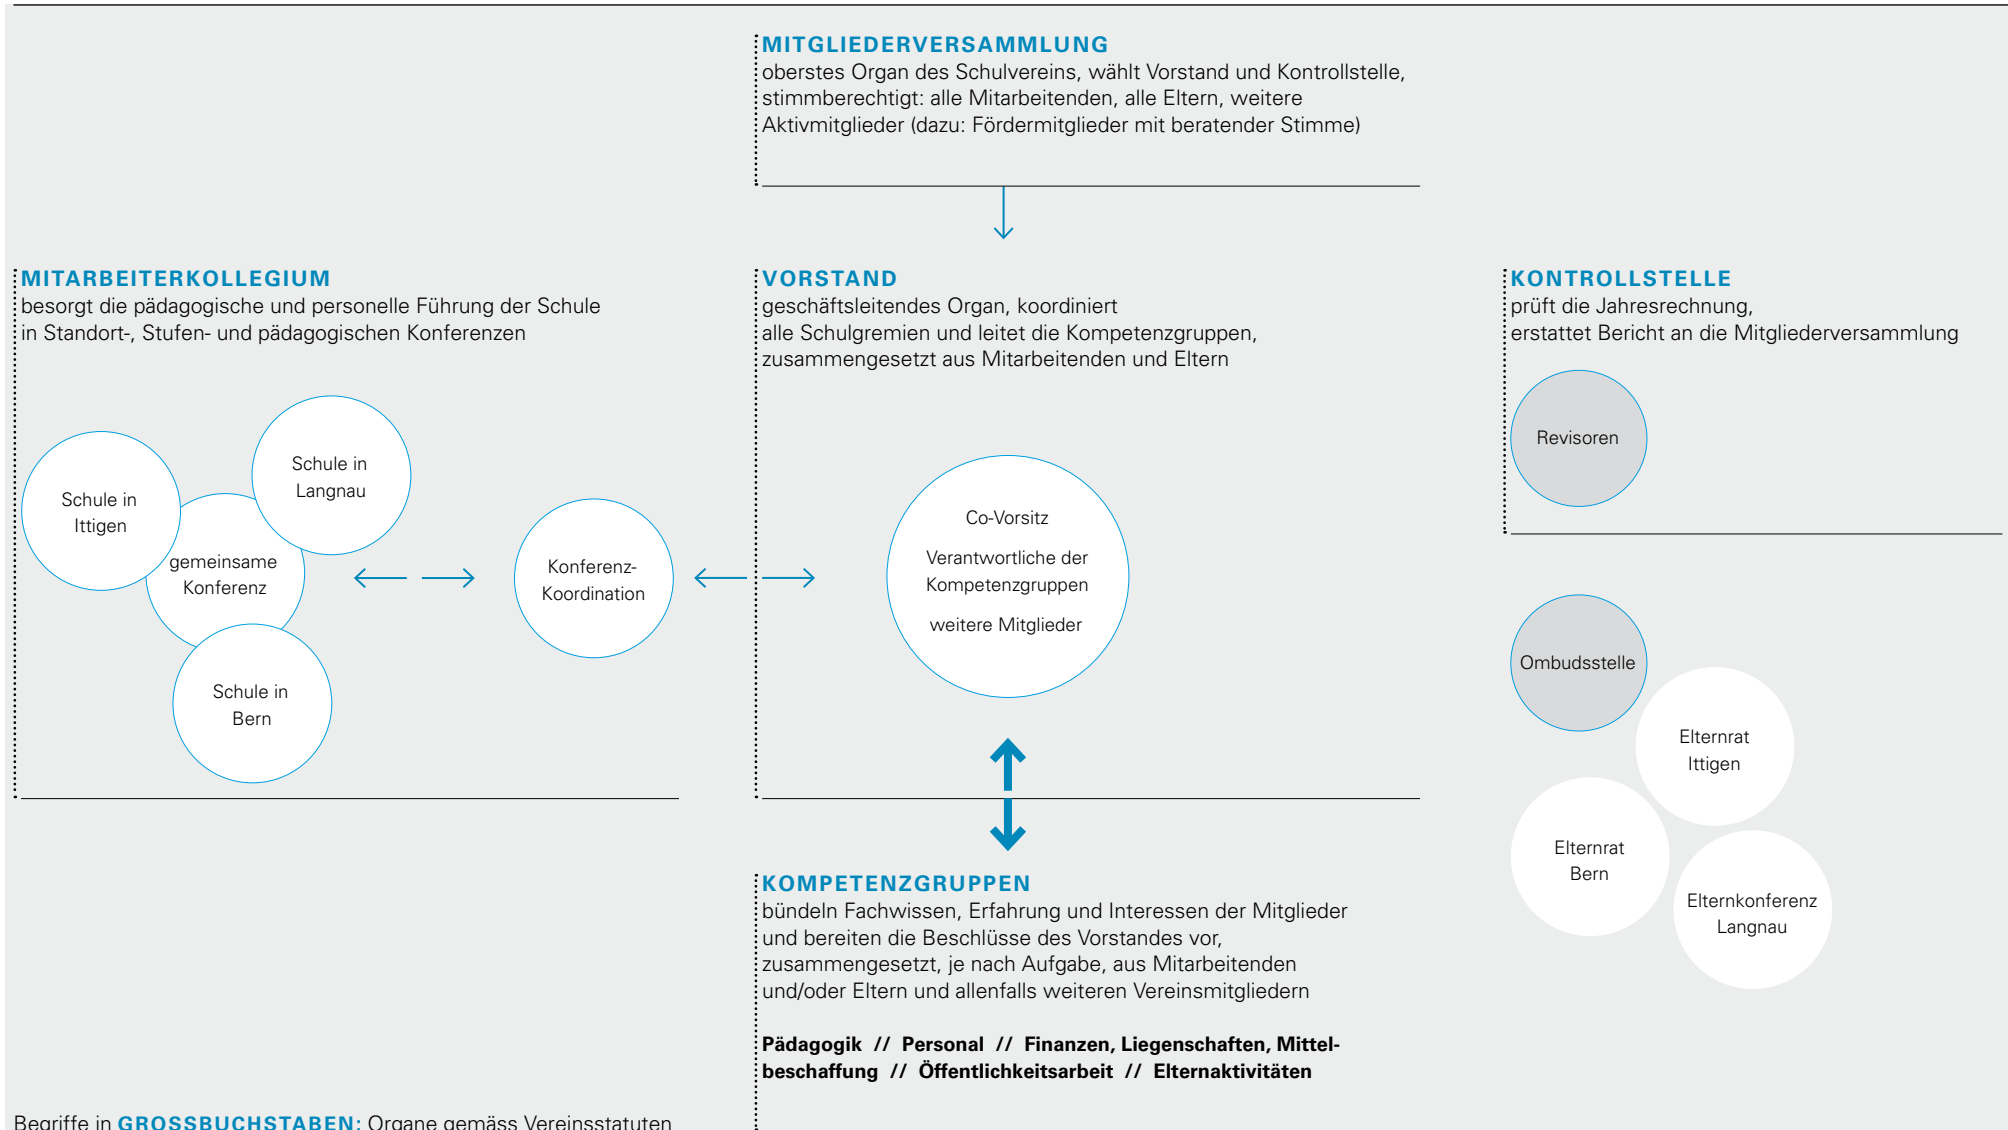 MITGLIEDERVERSAMMLUNG
oberstes Organ des Schulvereins, wählt Vorstand und Kontrollstelle,
stimmberechtigt: alle Mitarbeitenden, alle Eltern, weitere
Aktivmitglieder (dazu: Fördermitglieder mit beratender Stimme)
MITARBEITERKOLLEGIUM
besorgt die pädagogische und personelle Führung der Schule
in Standort-, Stufen- und pädagogischen Konferenzen
Schule in
Ittigen
Schule in
Langnau
gemeinsame
Konferenz
Schule in
Bern
Konferenz-
Koordination
VORSTAND
geschäftsleitendes Organ, koordiniert
alle Schulgremien und leitet die Kompetenzgruppen,
zusammengesetzt aus Mitarbeitenden und Eltern
Co-Vorsitz
Verantwortliche der
Kompetenzgruppen
weitere Mitglieder
KONTROLLSTELLE
prüft die Jahresrechnung,
erstattet Bericht an die Mitgliederversammlung
Revisoren
Ombudsstelle
Elternrat
Ittigen
Elternrat
Bern
Elternkonferenz
Langnau
KOMPETENZGRUPPEN
bündeln Fachwissen, Erfahrung und Interessen der Mitglieder
und bereiten die Beschlüsse des Vorstandes vor,
zusammengesetzt, je nach Aufgabe, aus Mitarbeitenden
und/oder Eltern und allenfalls weiteren Vereinsmitgliedern
Pädagogik // Personal // Finanzen, Liegenschaften, Mittel-
beschaffung // Öffentlichkeitsarbeit // Elternaktivitäten
Begriffe in GROSSBUCHSTABEN: Organe gemäss Vereinsstatuten